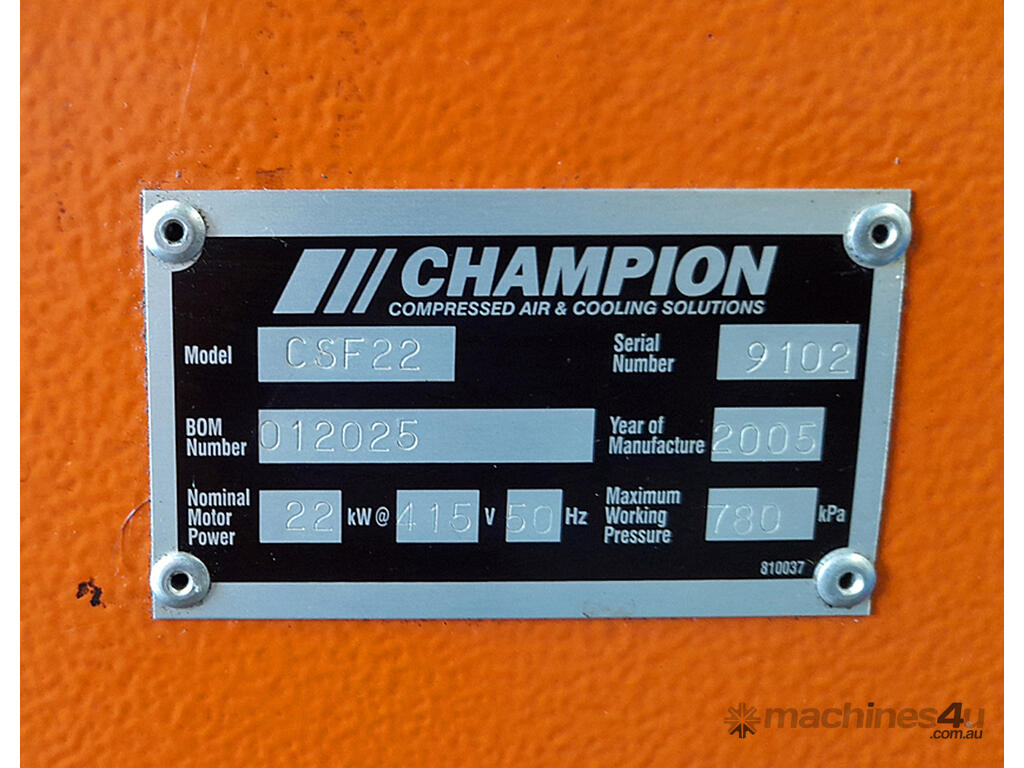 CHAMPION
COMPRESSED AIR & COOLING SOLUTIONS
Model CSF22 Serial Number 9102
BOM Number 012025 Year of Manufacture 2005
Nominal Motor Power 22 kW@ 415 V 50 Hz Maximum Working Pressure 780 kPa
810037
machines4u
.com.au